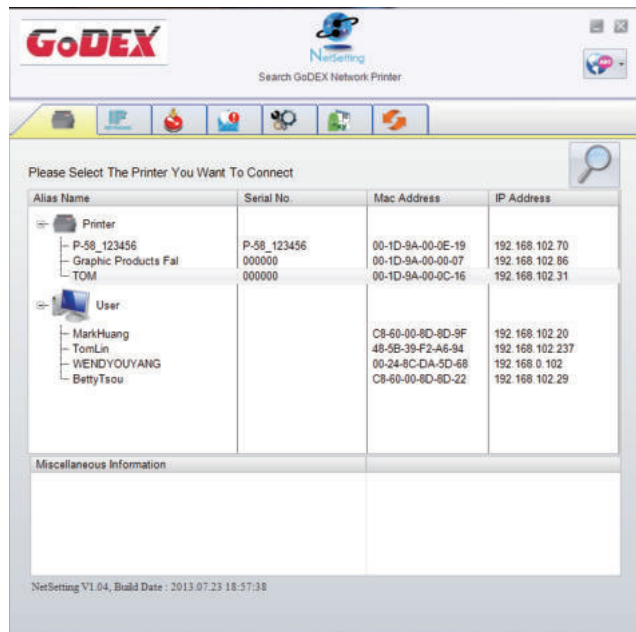 GoDEX
NetSetting
Search GoDEX Network Printer
Please Select The Printer You Want To Connect
Alias Name Serial No. Mac Address IP Address
Printer
P-58_123456 P-58_123456 00-1D-9A-00-0E-19 192.168.102.70
Graphic Products Fal 000000 00-1D-9A-00-00-07 192.168.102.86
TOM 000000 00-1D-9A-00-0C-16 192.168.102.31
User
MarkHuang C8-60-00-8D-8D-9F 192.168.102.20
TomLin 48-5B-39-F2-A6-94 192.168.102.237
WENDYOUYANG 00-24-8C-DA-5D-68 192.168.0.102
BettyTsou C8-60-00-8D-8D-22 192.168.102.29
Miscellaneous Information
NetSetting V1.04, Build Date : 2013.07.23 18:57:38